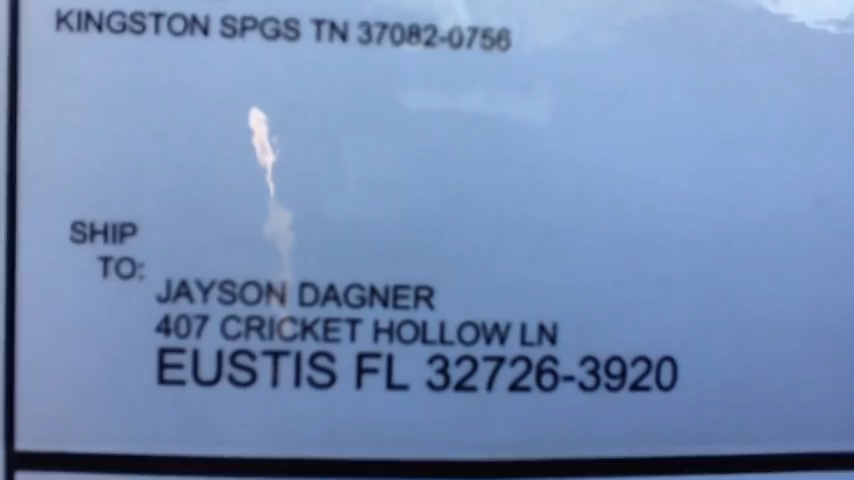 KINGSTON SPGS TN 37082-0756
SHIP
TO:
JAYSON DAGNER
407 CRICKET HOLLOW LN
EUSTIS FL 32726-3920